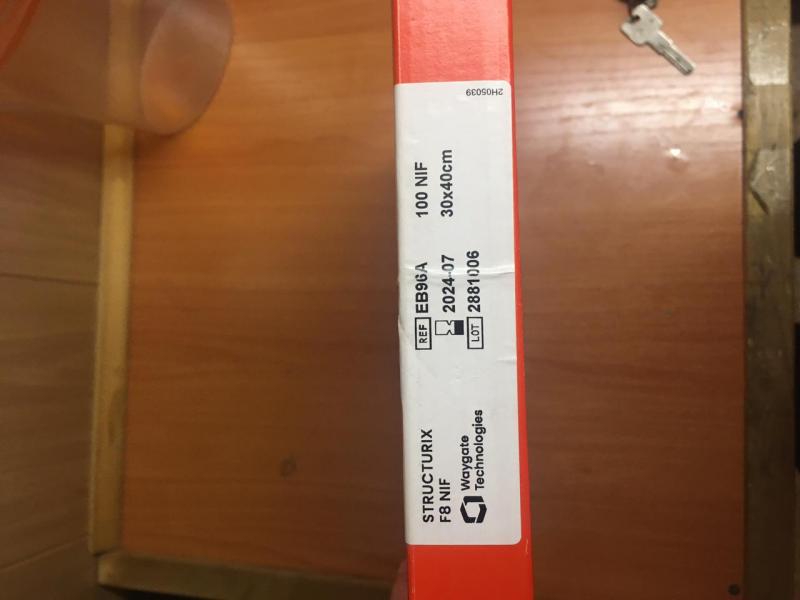 STRUCTURIX
F8 NIF
Waygate
Technologies
REF EB96A
2024-07
LOT 2881006
100 NIF
30x40cm
2H05039